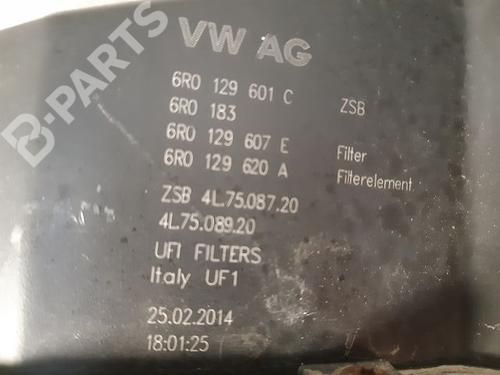 VW AG
6R0 129 601 C ZSB
6R0 183
6R0 129 607 E Filter
6R0 129 620 A Filterelement
ZSB 4L.75.087.20
4L.75.089.20
UFI FILTERS
Italy UF1
25.02.2014
18:01:25
B-PARTS